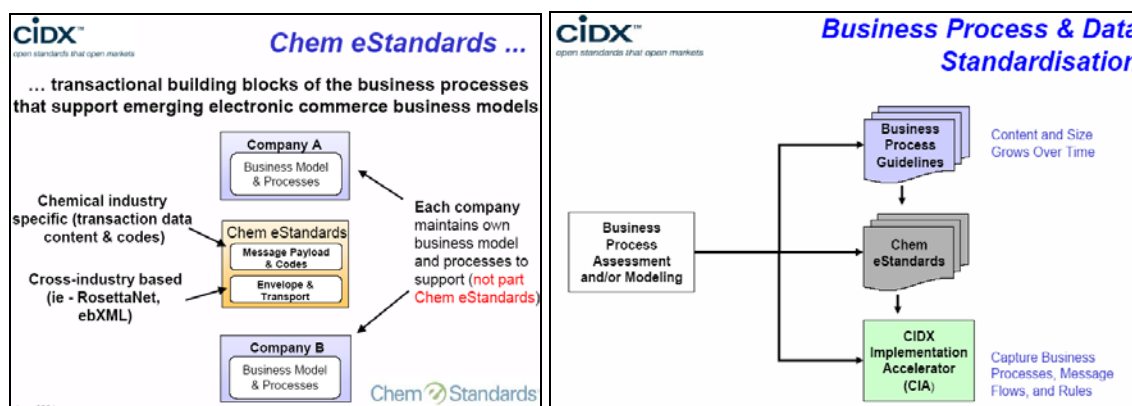 CIDX™
open standards that open markets
Chem eStandards ...
... transactional building blocks of the business processes
that support emerging electronic commerce business models
Company A
Business Model
& Processes
Chemical industry
specific (transaction data
content & codes)
Chem eStandards
Message Payload
& Codes
Envelope &
Transport
Cross-industry based
(ie - RosettaNet,
ebXML)
Each company
maintains own
business model
and processes to
support (not part
Chem eStandards)
Company B
Business Model
& Processes
Chem eStandards
CIDX™
open standards that open markets
Business Process & Data
Standardisation
Business
Process
Guidelines
Content and Size
Grows Over Time
Business
Process
Assessment
and/or Modeling
Chem
eStandards
CIDX
Implementation
Accelerator
(CIA)
Capture Business
Processes, Message
Flows, and Rules